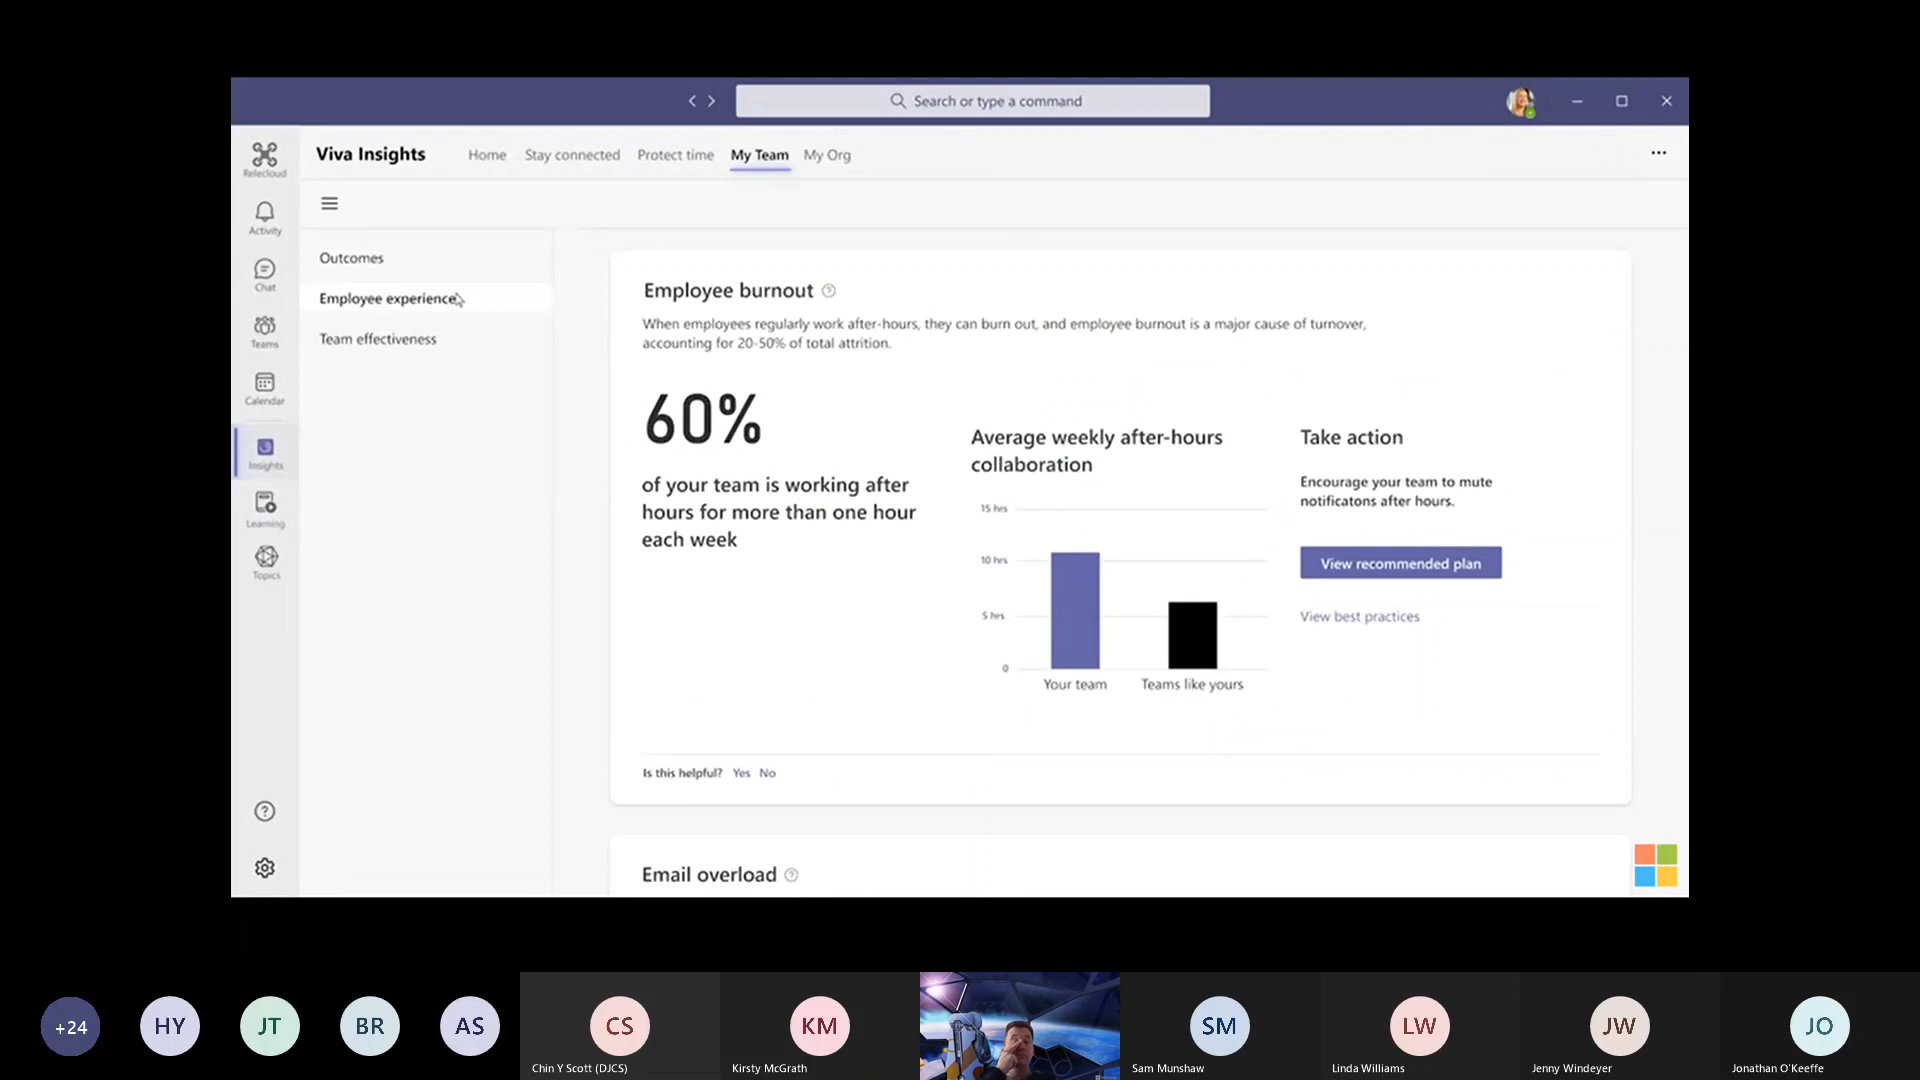 Search or type a command
Viva Insights
Home
Stay connected
Protect time
My Team
My Org
Relecloud
Activity
Chat
Teams
Calendar
Insights
Learning
Topics
Outcomes
Employee experience
Team effectiveness
Employee burnout
When employees regularly work after-hours, they can burn out, and employee burnout is a major cause of turnover,
accounting for 20-50% of total attrition.
60%
of your team is working after
hours for more than one hour
each week
Average weekly after-hours
collaboration
15 hrs
10 hrs
5 hrs
0
Your team
Teams like yours
Take action
Encourage your team to mute
notificatons after hours.
View recommended plan
View best practices
Is this helpful? Yes No
Email overload
+24
HY
JT
BR
AS
CS
Chin Y Scott (DJCS)
KM
Kirsty McGrath
SM
Sam Munshaw
LW
Linda Williams
JW
Jenny Windeyer
JO
Jonathan O'Keeffe